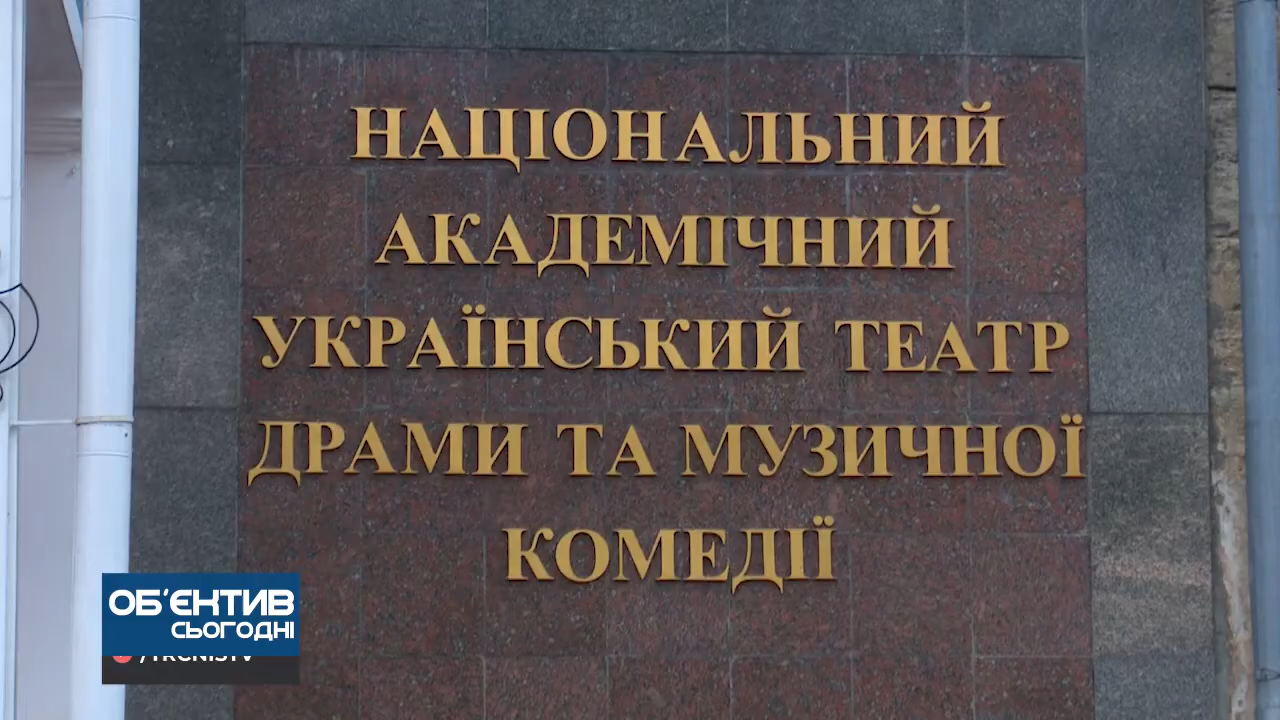 НАЦІОНАЛЬНИЙ
АКАДЕМІЧНИЙ
УКРАЇНСЬКИЙ ТЕАТР
ДРАМИ ТА МУЗИЧНОЇ
КОМЕДІЇ
ОБ'ЄКТИВ
СЬОГОДНІ